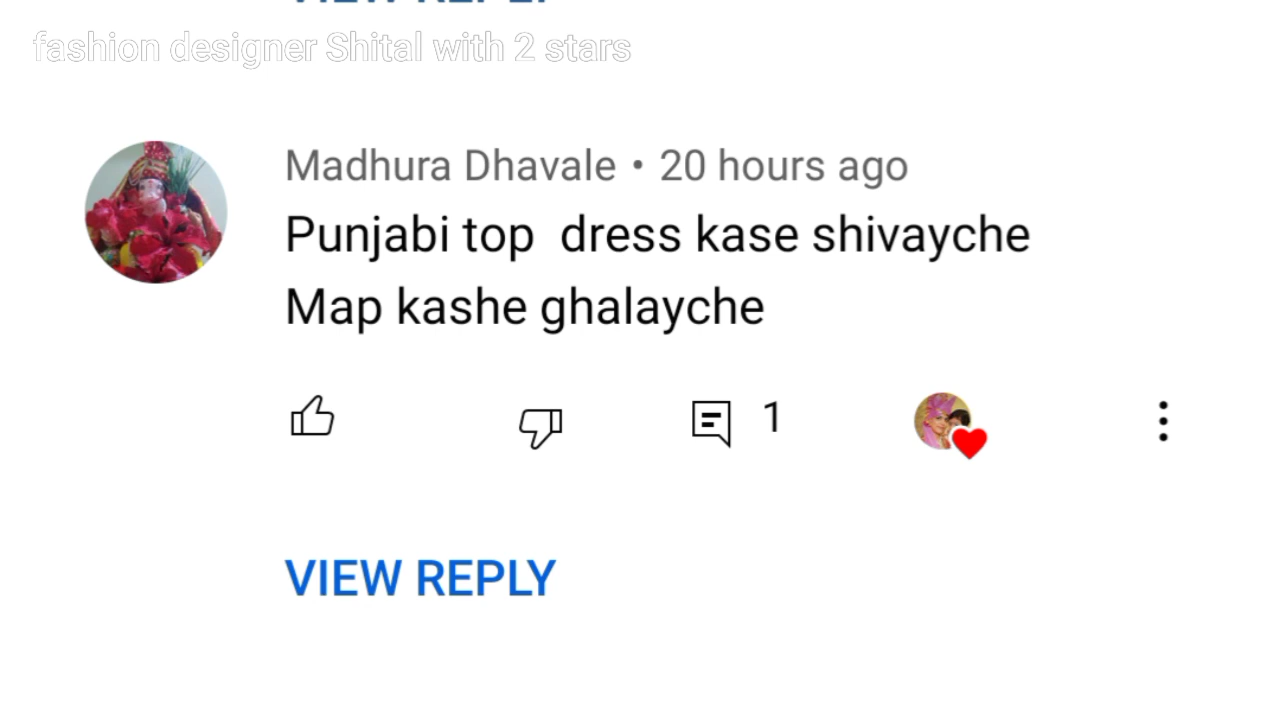 fashion designer Shital with 2 stars
Madhura Dhavale • 20 hours ago
Punjabi top dress kase shivayche
Map kashe ghalayche
1
VIEW REPLY